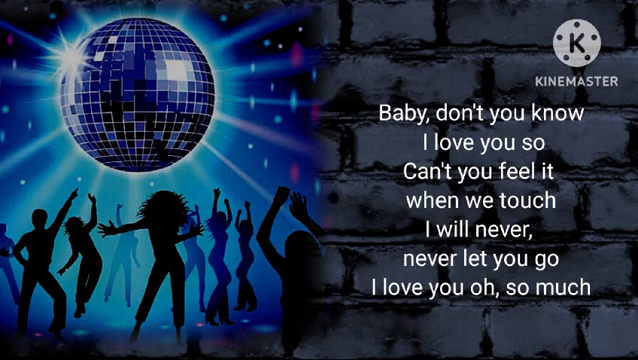 KINEMASTER
Baby, don't you know
I love you so
Can't you feel it
when we touch
I will never,
never let you go
I love you oh, so much